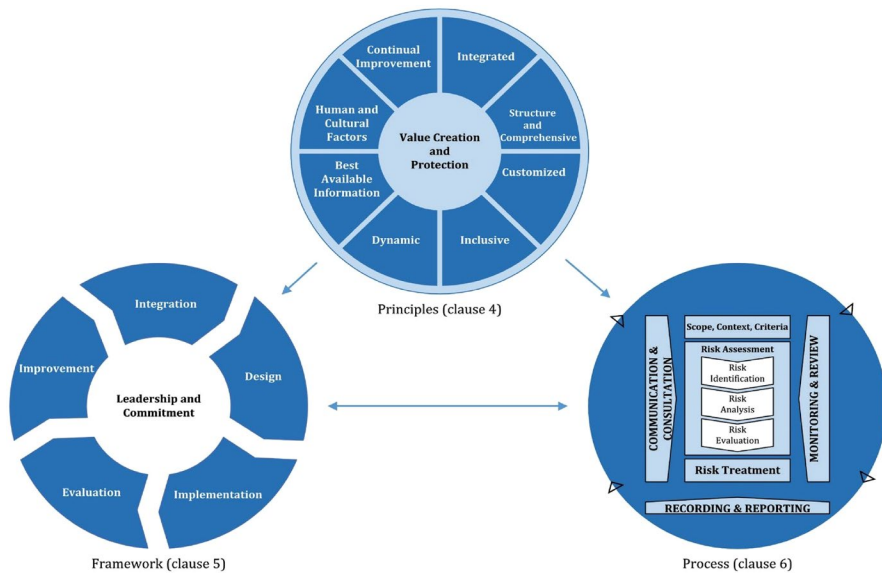 Continual
Improvement
Integrated
Human and
Cultural
Factors
Structure
and
Comprehensive
Value Creation
and
Protection
Best
Available
Information
Customized
Dynamic
Inclusive
Principles (clause 4)
Integration
Improvement
Design
Leadership and
Commitment
Evaluation
Implementation
Framework (clause 5)
Scope, Context, Criteria
Risk Assessment
Risk
Identification
Risk
Analysis
Risk
Evaluation
Risk Treatment
COMMUNICATION &
CONSULTATION
MONITORING & REVIEW
RECORDING & REPORTING
Process (clause 6)